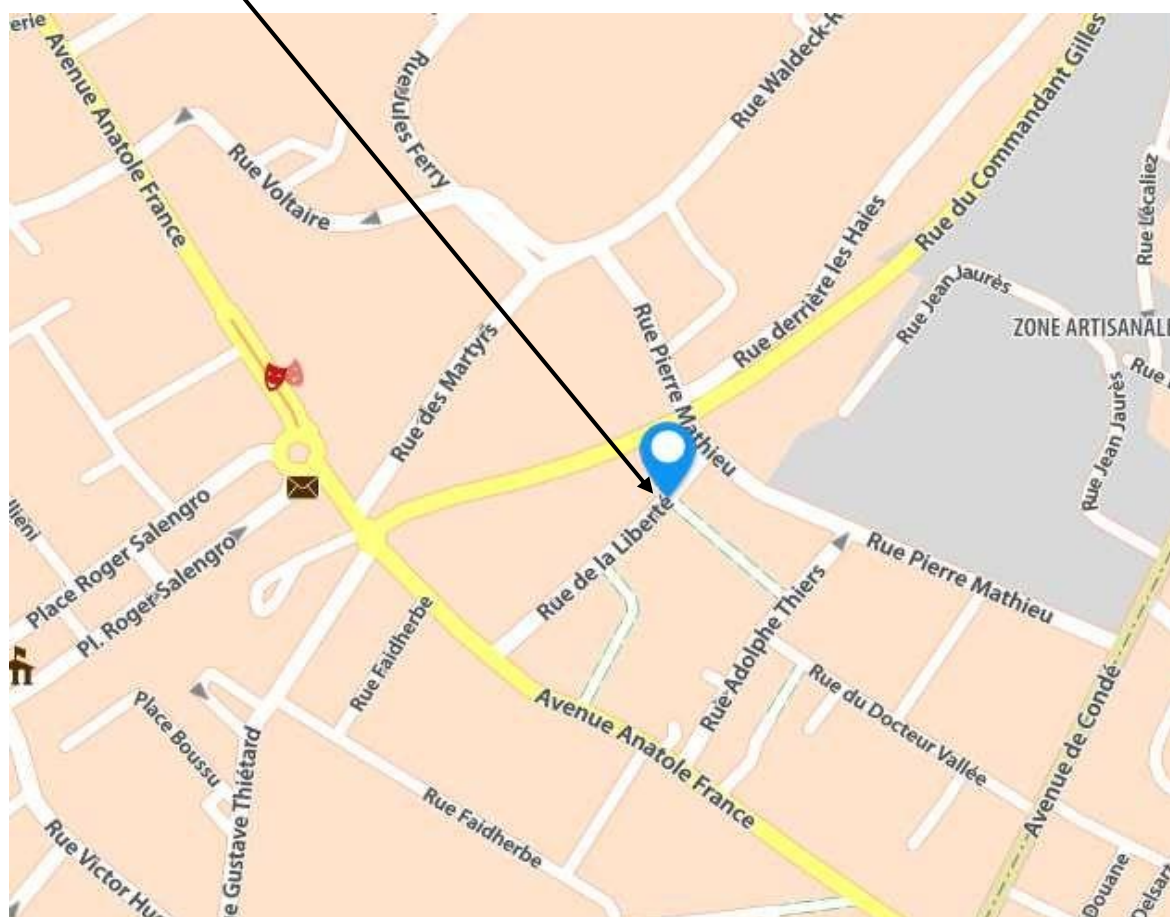 erie
Avenue Anatole France
Rue Jules Ferry
Rue Waldeck-R
Rue du Commandant Gilles
Rue Voltaire
Rue Lécaliez
Rue derrière les Haies
Rue Jean Jaurès
ZONE ARTISANALE
Rue Pierre Mathieu
Rue des Martyrs
Rue Jean Jaurès
Place Roger Salengro
Pl. Roger Salengro
Rue de la Liberté
Rue Pierre Mathieu
Rue Faidherbe
Rue Adolphe Thiers
Place Boussu
Avenue Anatole France
Rue du Docteur Vallée
Avenue de Condé
e Gustave Thiétard
Rue Faidherbe
Rue Victor Hu
Douane
Delsart